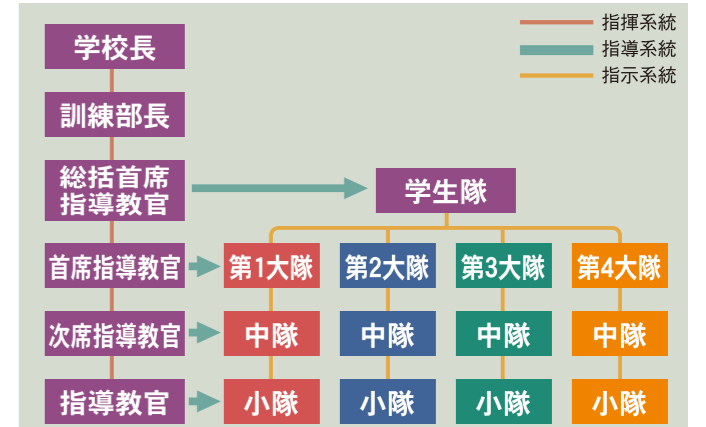 学校長
指揮系統
指導系統
指示系統
訓練部長
総括首席
指導教官
学生隊
首席指導教官
第1大隊
第2大隊
第3大隊
第4大隊
次席指導教官
中隊
中隊
中隊
中隊
指導教官
小隊
小隊
小隊
小隊